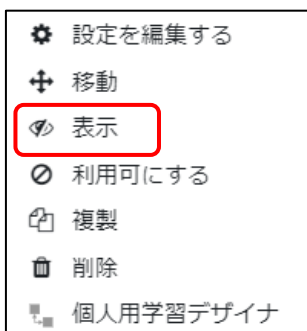 設定を編集する
移動
表示
利用可にする
複製
削除
個人用学習デザイナ